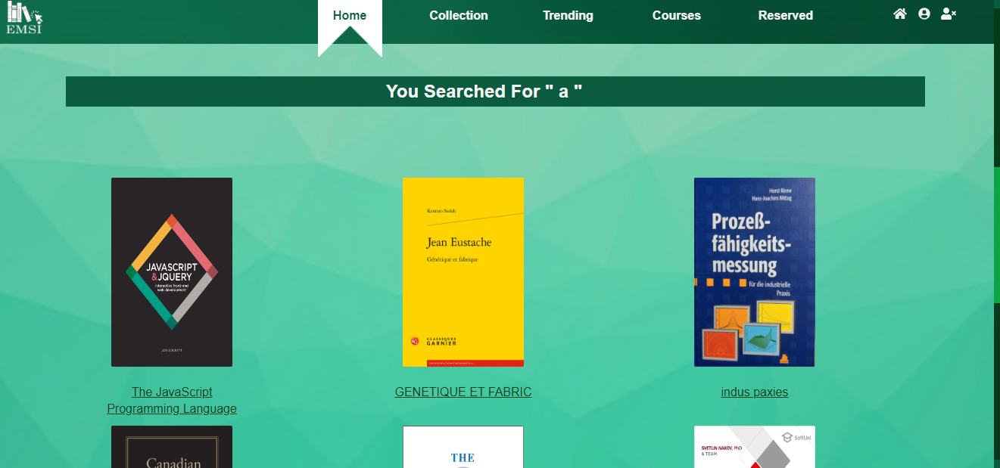 EMSI
Home
Collection
Trending
Courses
Reserved
You Searched For " a "
JAVASCRIPT
& JQUERY
interactive front-end
web development
JON DUCKETT
Kentaro Sudoh
Jean Eustache
Génétique et fabrique
CLASSIQUES
GARNIER
Horst Rinne
Hans-Joachim Mittag
Prozeß-
fähigkeits-
messung
für die industrielle
Praxis
The JavaScript
Programming Language
GENETIQUE ET FABRIC
indus paxies
Canadian
THE
SoftUni
SVETLIN NAKOV, PhD
& TEAM